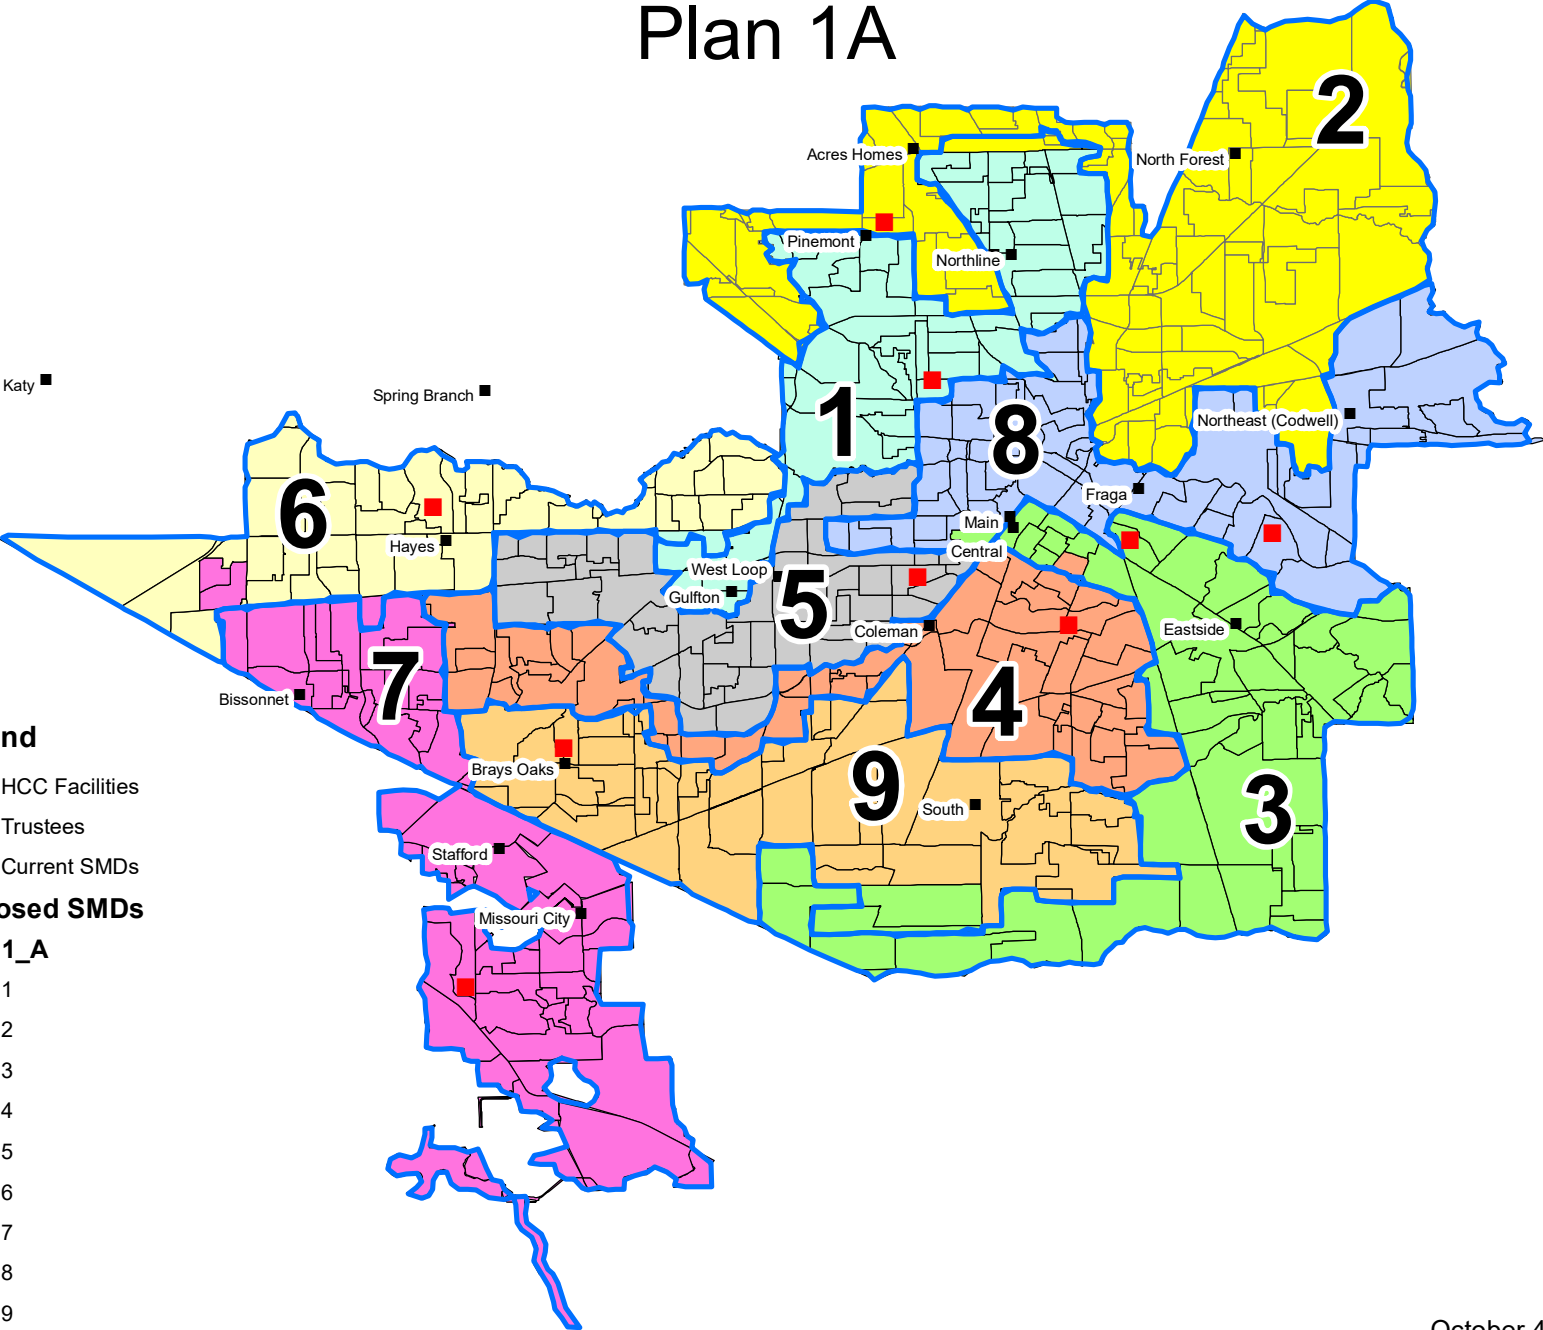 Plan 1A
2
Acres Homes
North Forest
Pinemont
Northline
Katy
Spring Branch
1
8
Northeast (Codwell)
6
Fraga
Main
Hayes
Central
West Loop
Gulfton
5
Coleman
Eastside
7
4
Bissonnet
nd
Brays Oaks
9
HCC Facilities
South
3
Trustees
Stafford
Current SMDs
osed SMDs
Missouri City
1_A
1
2
3
4
5
6
7
8
9
October 4